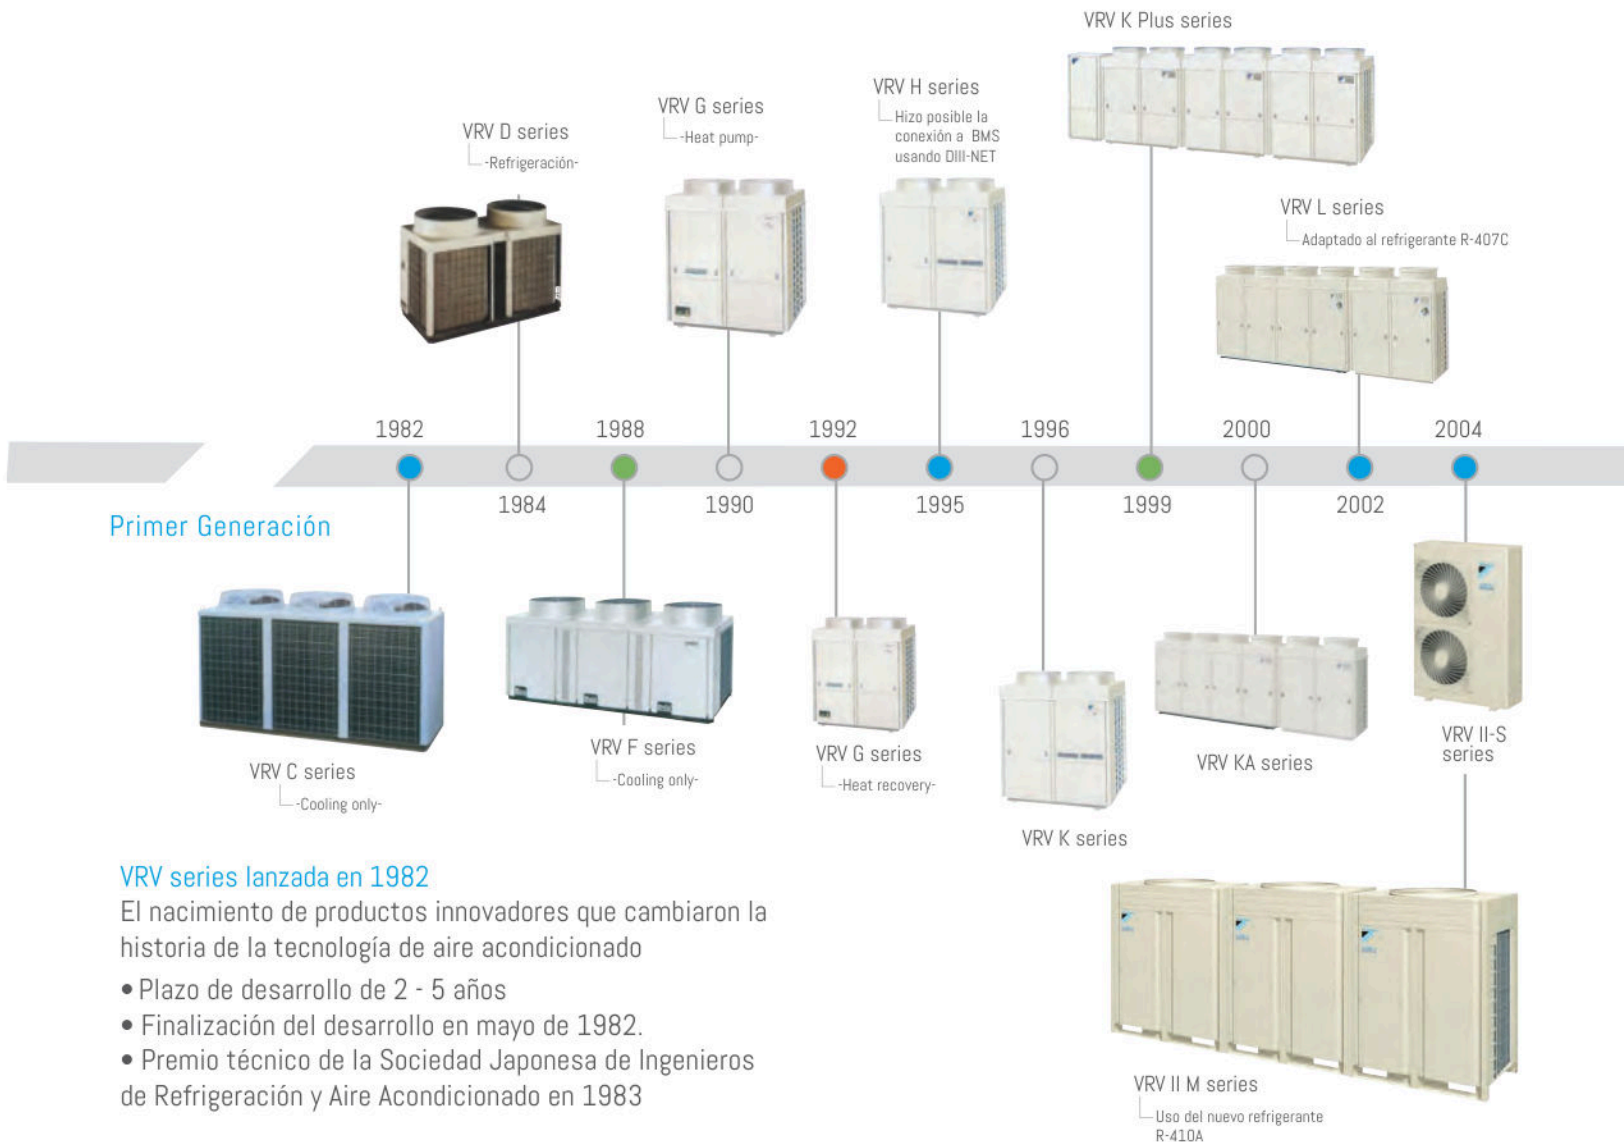 VRV K Plus series
VRV H series
Hizo posible la
conexión a BMS
usando DIII-NET
VRV G series
-Heat pump-
VRV D series
-Refrigeración-
VRV L series
Adaptado al refrigerante R-407C
1982
1988
1992
1996
2000
2004
1984
1990
1995
1999
2002
Primer Generación
VRV C series
-Cooling only-
VRV F series
-Cooling only-
VRV G series
-Heat recovery-
VRV K series
VRV KA series
VRV II-S
series
VRV series lanzada en 1982
El nacimiento de productos innovadores que cambiaron la
historia de la tecnología de aire acondicionado
• Plazo de desarrollo de 2 - 5 años
• Finalización del desarrollo en mayo de 1982.
• Premio técnico de la Sociedad Japonesa de Ingenieros
de Refrigeración y Aire Acondicionado en 1983
VRV II M series
Uso del nuevo refrigerante
R-410A